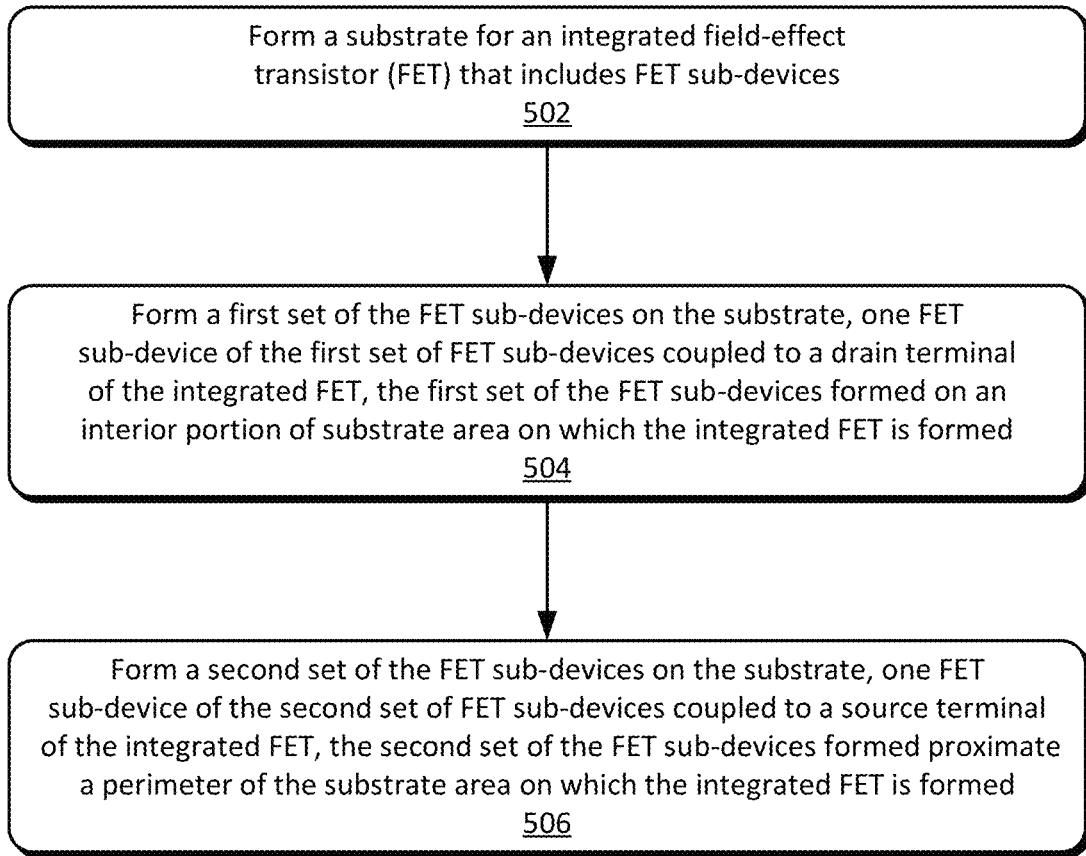 Form a substrate for an integrated field-effect
transistor (FET) that includes FET sub-devices
502
Form a first set of the FET sub-devices on the substrate, one FET
sub-device of the first set of FET sub-devices coupled to a drain terminal
of the integrated FET, the first set of the FET sub-devices formed on an
interior portion of substrate area on which the integrated FET is formed
504
Form a second set of the FET sub-devices on the substrate, one FET
sub-device of the second set of FET sub-devices coupled to a source terminal
of the integrated FET, the second set of the FET sub-devices formed proximate
a perimeter of the substrate area on which the integrated FET is formed
506